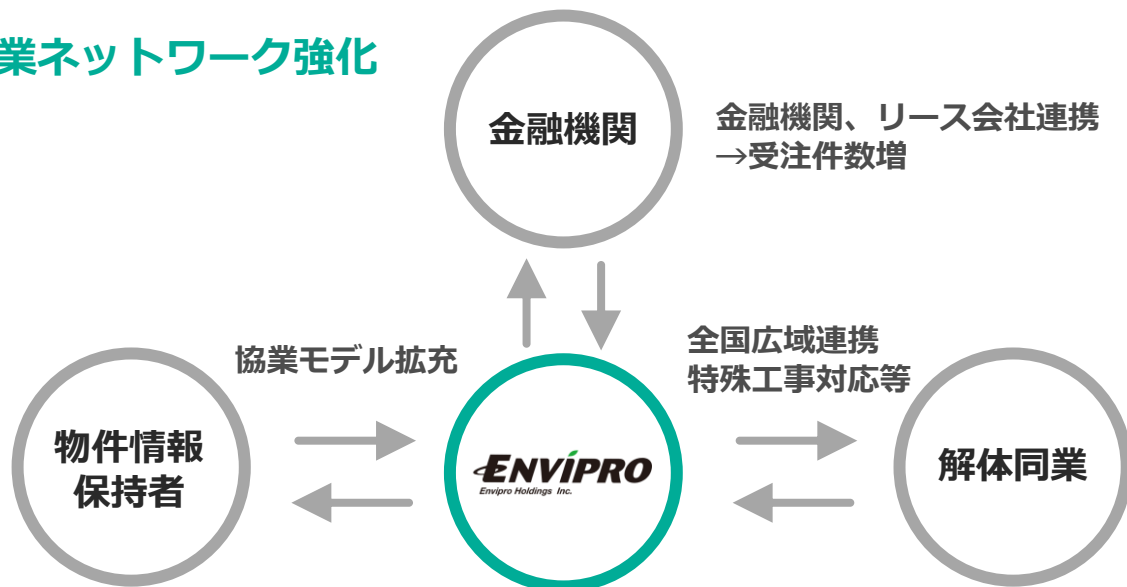 業ネットワーク強化
金融機関
金融機関、リース会社連携
→受注件数増
協業モデル拡充
全国広域連携
特殊工事対応等
物件情報
保持者
ENVIPRO
Envipro Holdings Inc.
解体同業